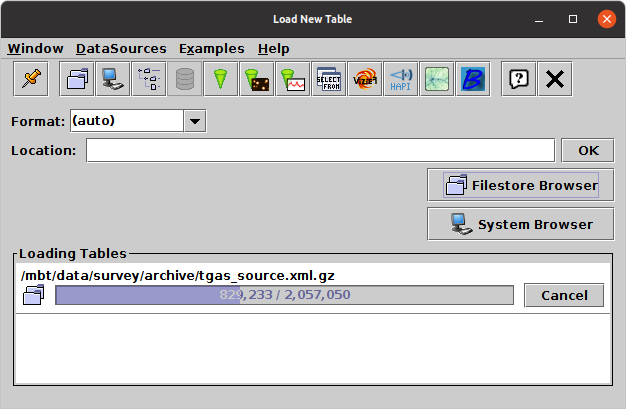 Load New Table
Window DataSources Examples Help
SELECT FROM VizieR HAPI B ?
Format: (auto)
Location: OK
Filestore Browser
System Browser
Loading Tables
/mbt/data/survey/archive/tgas_source.xml.gz
829,233 / 2,057,050 Cancel